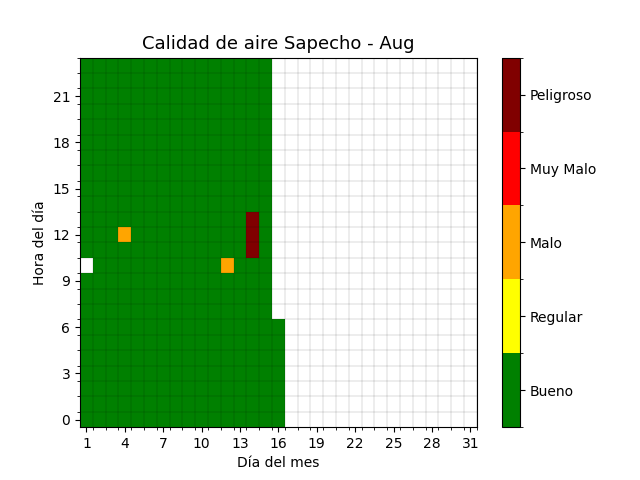 Calidad de aire Sapecho - Aug
21
18
15
12
9
6
3
0
Hora del día
1 4 7 10 13 16 19 22 25 28 31
Día del mes
Peligroso
Muy Malo
Malo
Regular
Bueno